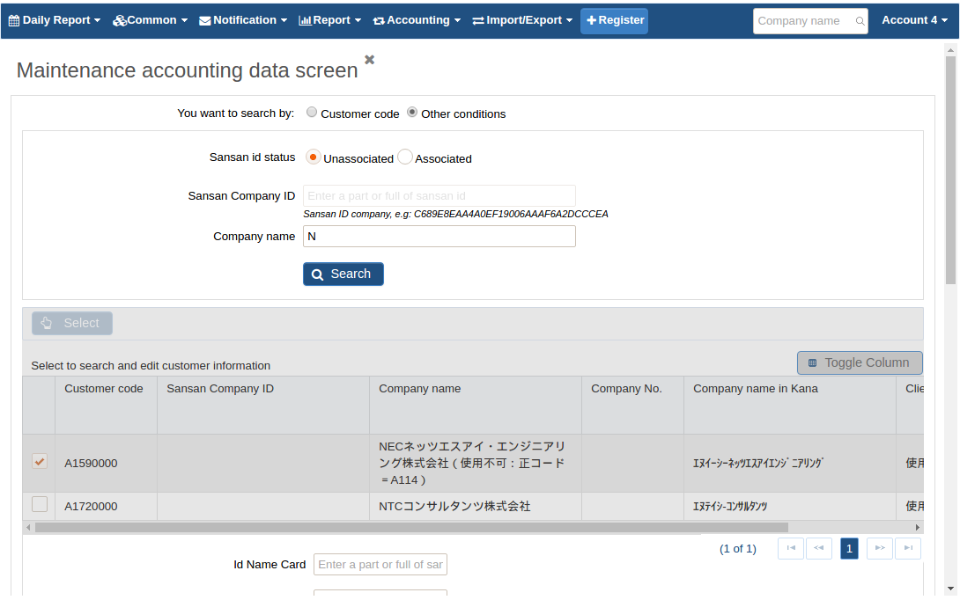 Daily Report Common Notification Report Accounting Import/Export Register Company name Account 4
Maintenance accounting data screen
You want to search by: Customer code Other conditions
Sansan id status Unassociated Associated
Sansan Company ID Enter a part or full of sansan id
Sansan ID company, e.g: C689E8EAA4A0EF19006AAAF6A2DCCCEA
Company name N
Search
Select
Select to search and edit customer information Toggle Column
Customer code Sansan Company ID Company name Company No. Company name in Kana Clie
NECネッツエスアイ・エンジニアリ
A1590000 ング株式会社(使用不可:正コード ｴﾇｲｰｼｰﾈｯﾂｴｽｱｲｴﾝｼﾞﾆｱﾘﾝｸﾞ 使用
=A114)
A1720000 NTCコンサルタンツ株式会社 ｴﾇﾃｲｼｰｺﾝｻﾙﾀﾝﾂ 使用
(1 of 1) 1
Id Name Card Enter a part or full of sar